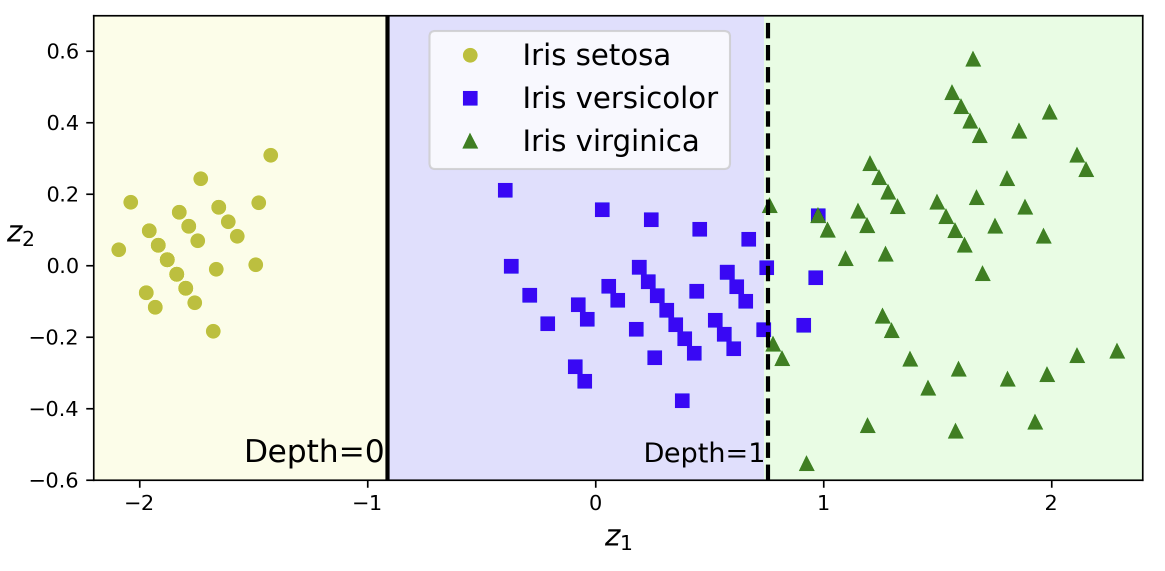 0.6
0.4
0.2
0.0
−0.2
−0.4
−0.6
z2
Iris setosa
Iris versicolor
Iris virginica
Depth=0
Depth=1
−2
−1
0
1
2
z1